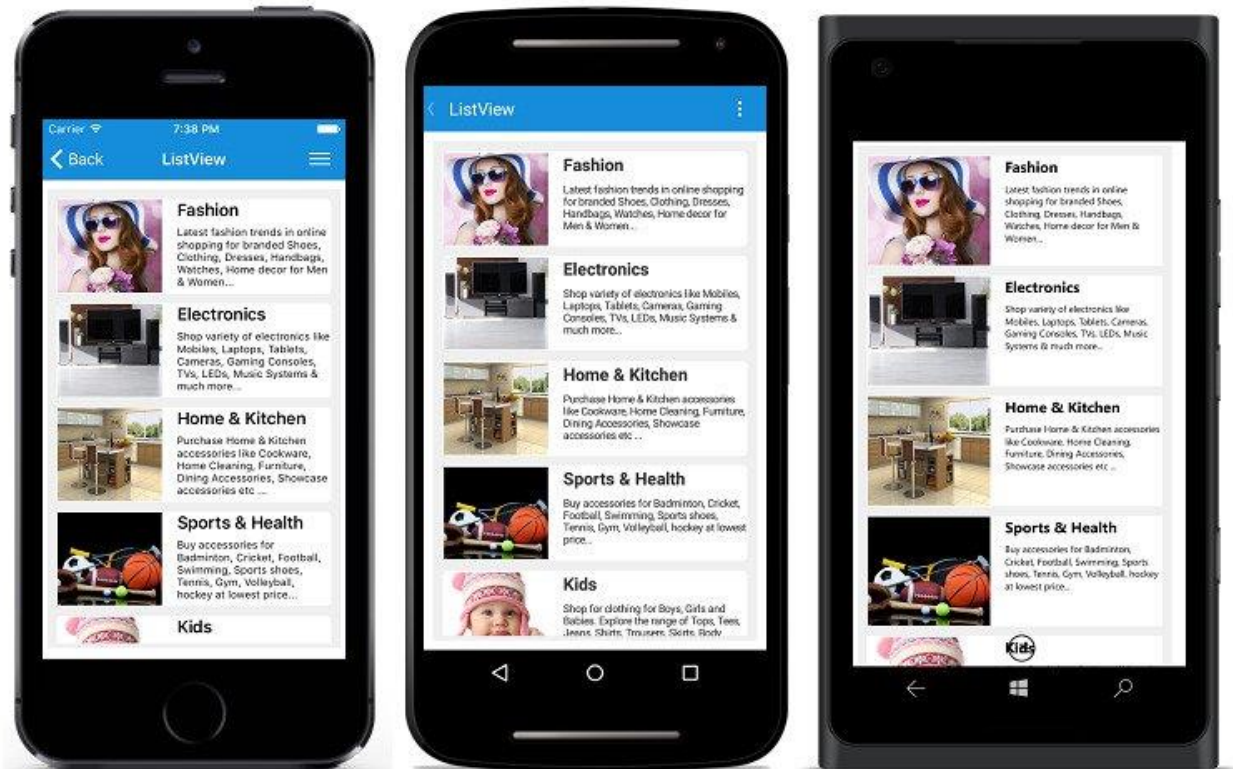 Carrier 7:38 PM
Back ListView
Fashion
Latest fashion trends in online
shopping for branded Shoes,
Clothing, Dresses, Handbags,
Watches, Home decor for Men
& Women...
Electronics
Shop variety of electronics like
Mobiles, Laptops, Tablets,
Cameras, Gaming Consoles,
TVs, LEDs, Music Systems &
much more...
Home & Kitchen
Purchase Home & Kitchen
accessories like Cookware,
Home Cleaning, Furniture,
Dining Accessories, Showcase
accessories etc ...
Sports & Health
Buy accessories for
Badminton, Cricket, Football,
Swimming, Sports shoes,
Tennis, Gym, Volleyball,
hockey at lowest price...
Kids
ListView
Fashion
Latest fashion trends in online shopping
for branded Shoes, Clothing, Dresses,
Handbags, Watches, Home decor for
Men & Women...
Electronics
Shop variety of electronics like Mobiles,
Laptops, Tablets, Cameras, Gaming
Consoles, TVs, LEDs, Music Systems &
much more...
Home & Kitchen
Purchase Home & Kitchen accessories
like Cookware, Home Cleaning, Furniture,
Dining Accessories, Showcase
accessories etc ...
Sports & Health
Buy accessories for Badminton, Cricket,
Football, Swimming, Sports shoes,
Tennis, Gym, Volleyball, hockey at lowest
price...
Kids
Shop for clothing for Boys, Girls and
Babies. Explore the range of Tops, Tees,
Jeans, Shirts, Trousers, Skirts, Body
Fashion
Latest fashion trends in online
shopping for branded Shoes,
Clothing, Dresses, Handbags,
Watches, Home decor for Men &
Women...
Electronics
Shop variety of electronics like
Mobiles, Laptops, Tablets, Cameras,
Gaming Consoles, TVs, LEDs, Music
Systems & much more...
Home & Kitchen
Purchase Home & Kitchen accessories
like Cookware, Home Cleaning,
Furniture, Dining Accessories,
Showcase accessories etc ...
Sports & Health
Buy accessories for Badminton,
Cricket, Football, Swimming, Sports
shoes, Tennis, Gym, Volleyball, hockey
at lowest price...
Kids